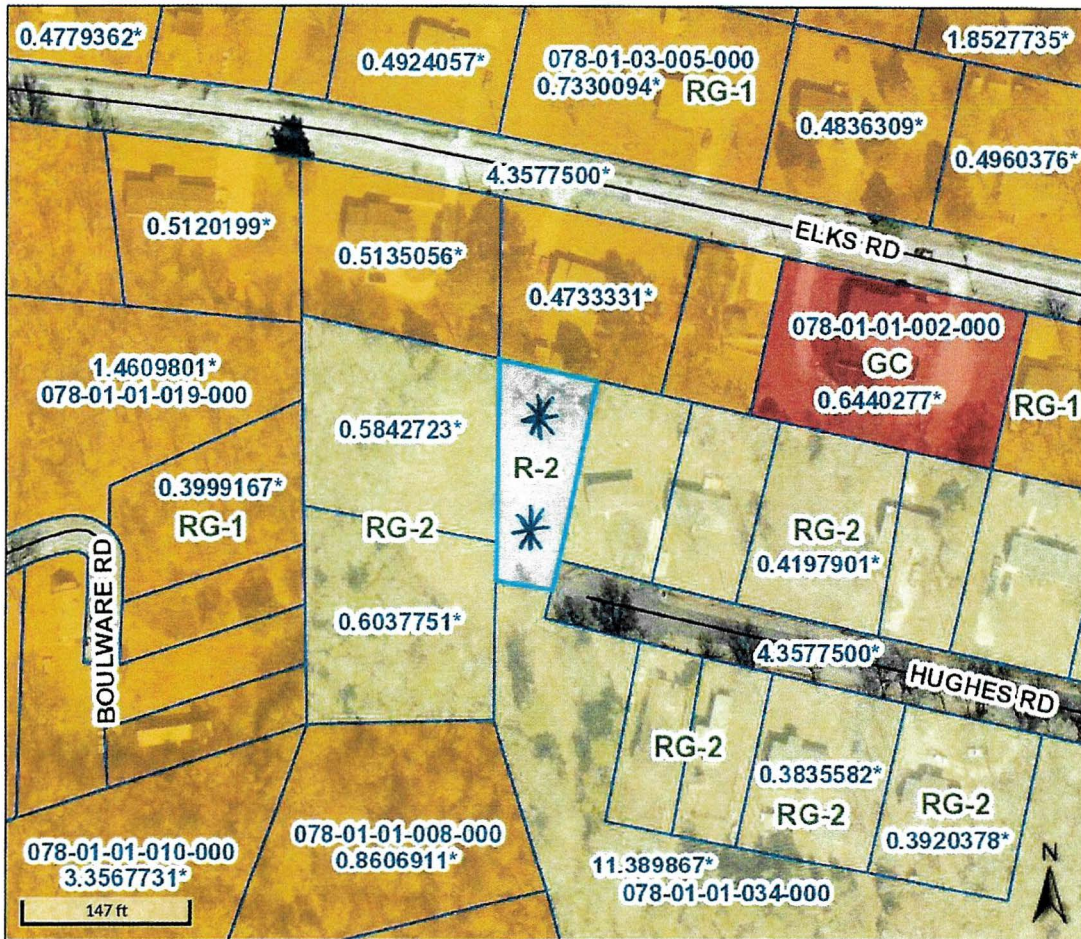 0.4779362*
0.4924057*
078-01-03-005-000
0.7330094*
RG-1
1.8527735*
0.4836309*
0.4960376*
4.3577500*
ELKS RD
0.5120199*
0.5135056*
0.4733331*
078-01-01-002-000
GC
0.6440277*
RG-1
1.4609801*
078-01-01-019-000
0.5842723*
R-2
0.3999167*
RG-1
RG-2
RG-2
0.4197901*
BOULWARE RD
0.6037751*
4.3577500*
HUGHES RD
RG-2
0.3835582*
RG-2
RG-2
0.3920378*
078-01-01-010-000
3.3567731*
078-01-01-008-000
0.8606911*
11.389867*
078-01-01-034-000
147 ft
N